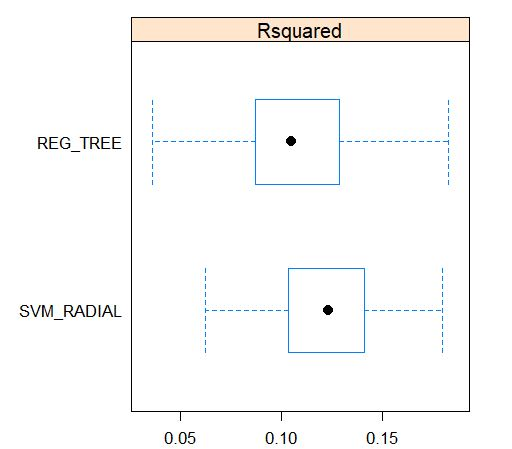 Rsquared
REG_TREE
SVM_RADIAL
0.05 0.10 0.15